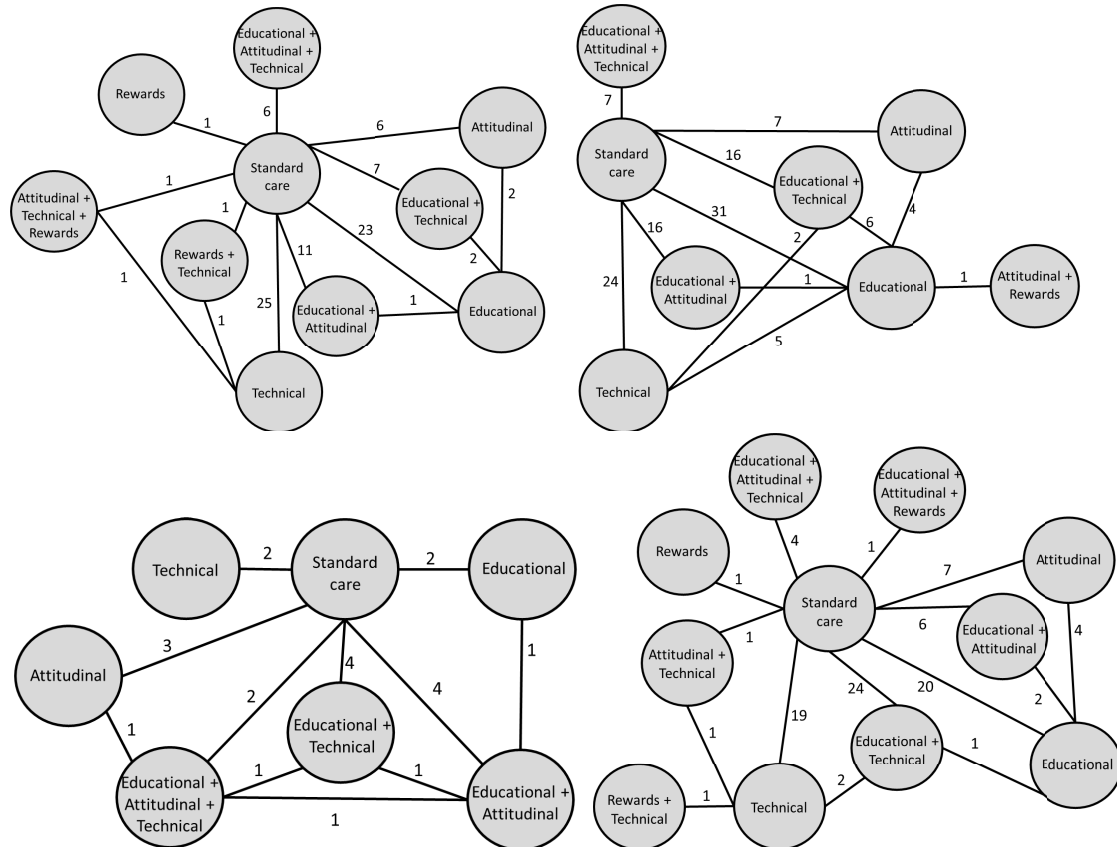 Educational +
Attitudinal +
Technical
Rewards
1
6
6
Attitudinal
Standard
care
7
1
2
Attitudinal +
Technical +
Rewards
1
Educational +
Technical
23
Rewards +
Technical
11
2
1
25
1
Educational
1
Educational +
Attitudinal
Technical
Educational +
Attitudinal +
Technical
7
7
Attitudinal
Standard
care
16
Educational +
Technical
31
4
16
6
2
24
Educational +
Attitudinal
1
Educational
1
Attitudinal +
Rewards
5
Technical
Technical
2
Standard
care
2
Educational
3
1
Attitudinal
4
2
4
1
Educational +
Technical
Educational +
Attitudinal +
Technical
1
1
Educational +
Attitudinal
1
Educational +
Attitudinal +
Technical
Educational +
Attitudinal +
Rewards
4
1
Rewards
Attitudinal
7
1
Standard
care
6
Educational +
Attitudinal
4
1
Attitudinal +
Technical
24
20
2
19
1
Educational +
Technical
1
Educational
2
Rewards +
Technical
1
Technical